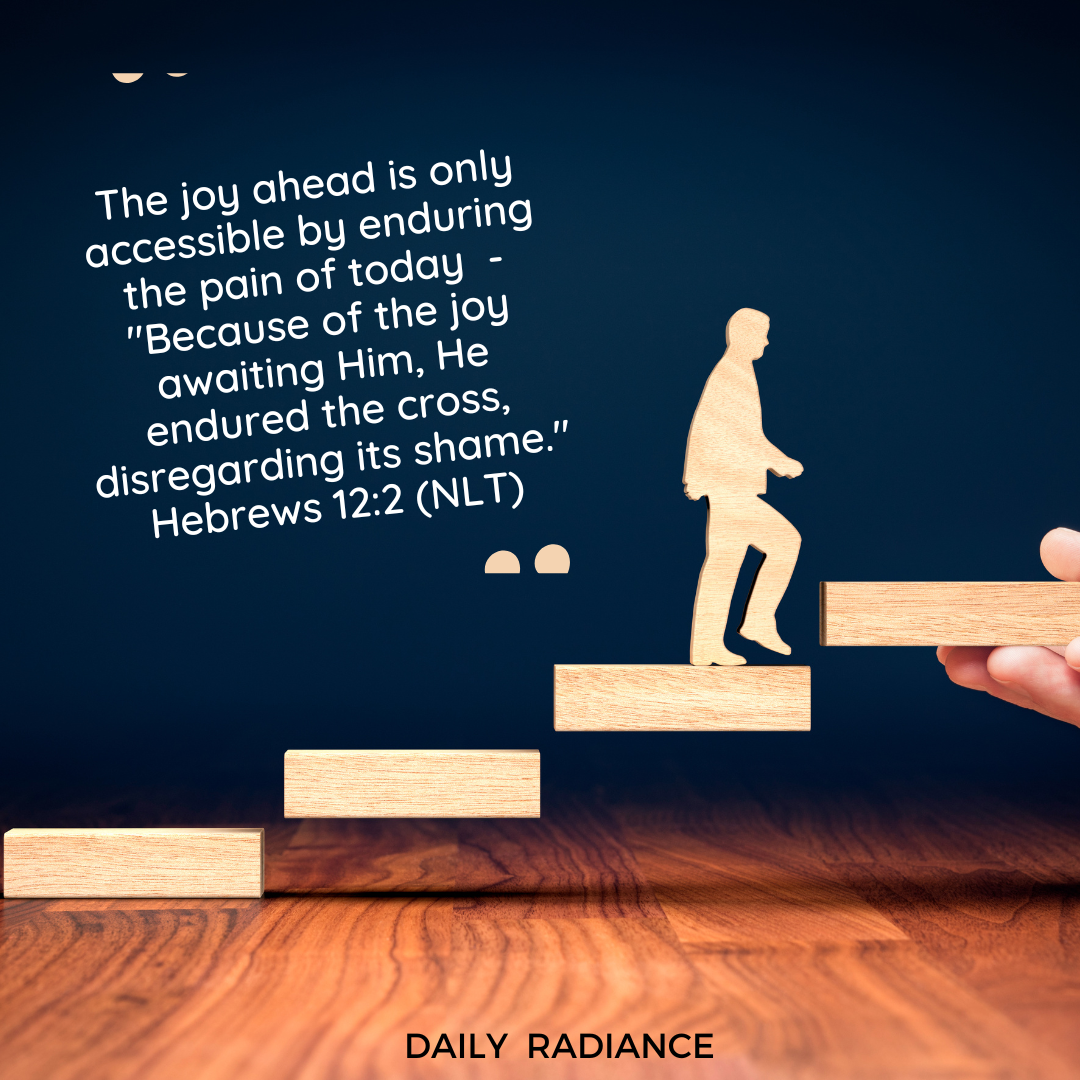 The joy ahead is only
accessible by enduring
the pain of today  -
"Because of the joy
awaiting Him, He
endured the cross,
disregarding its shame."
Hebrews 12:2 (NLT)
DAILY  RADIANCE